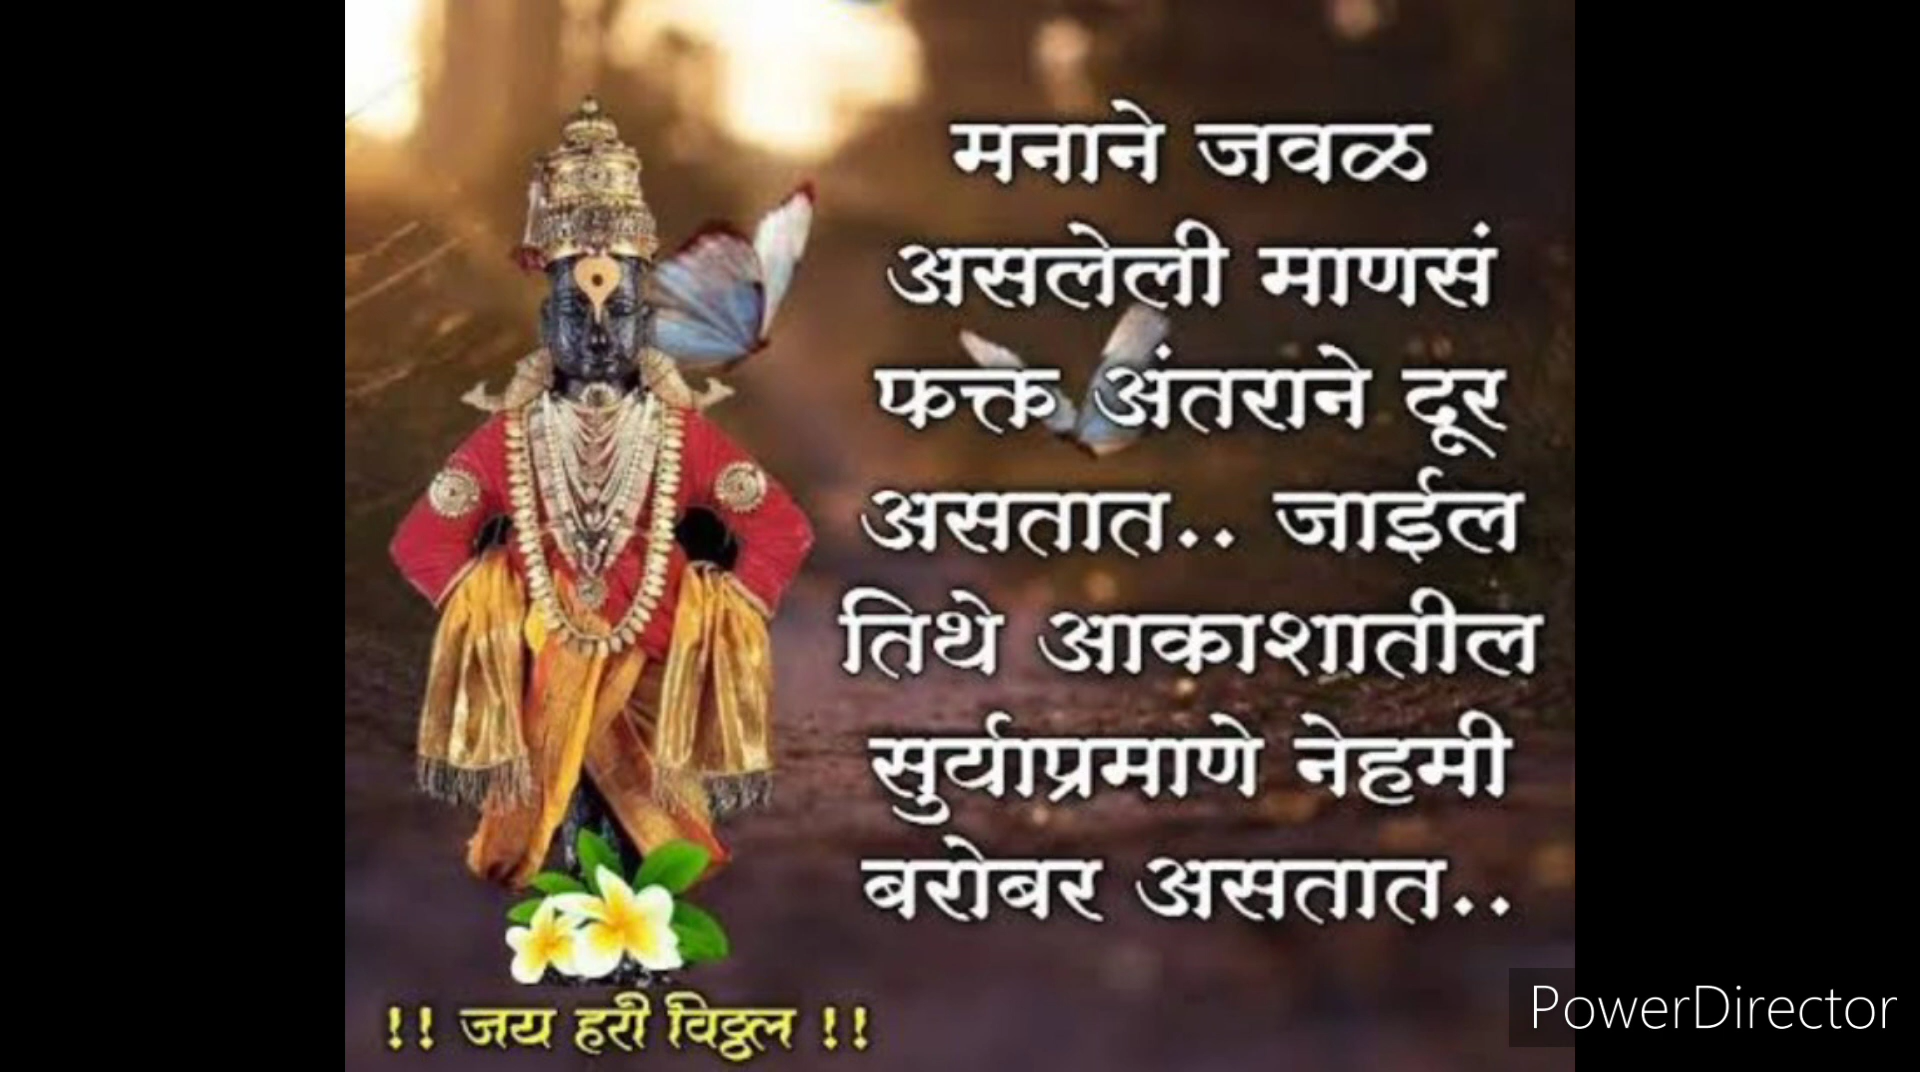 मनाने जवळ
असलेली माणसं
फक्त अंतराने दूर
असतात.. जाईल
तिथे आकाशातील
सुर्याप्रमाणे नेहमी
बरोबर असतात..
!! जय हरी विठ्ठल !!
PowerDirector